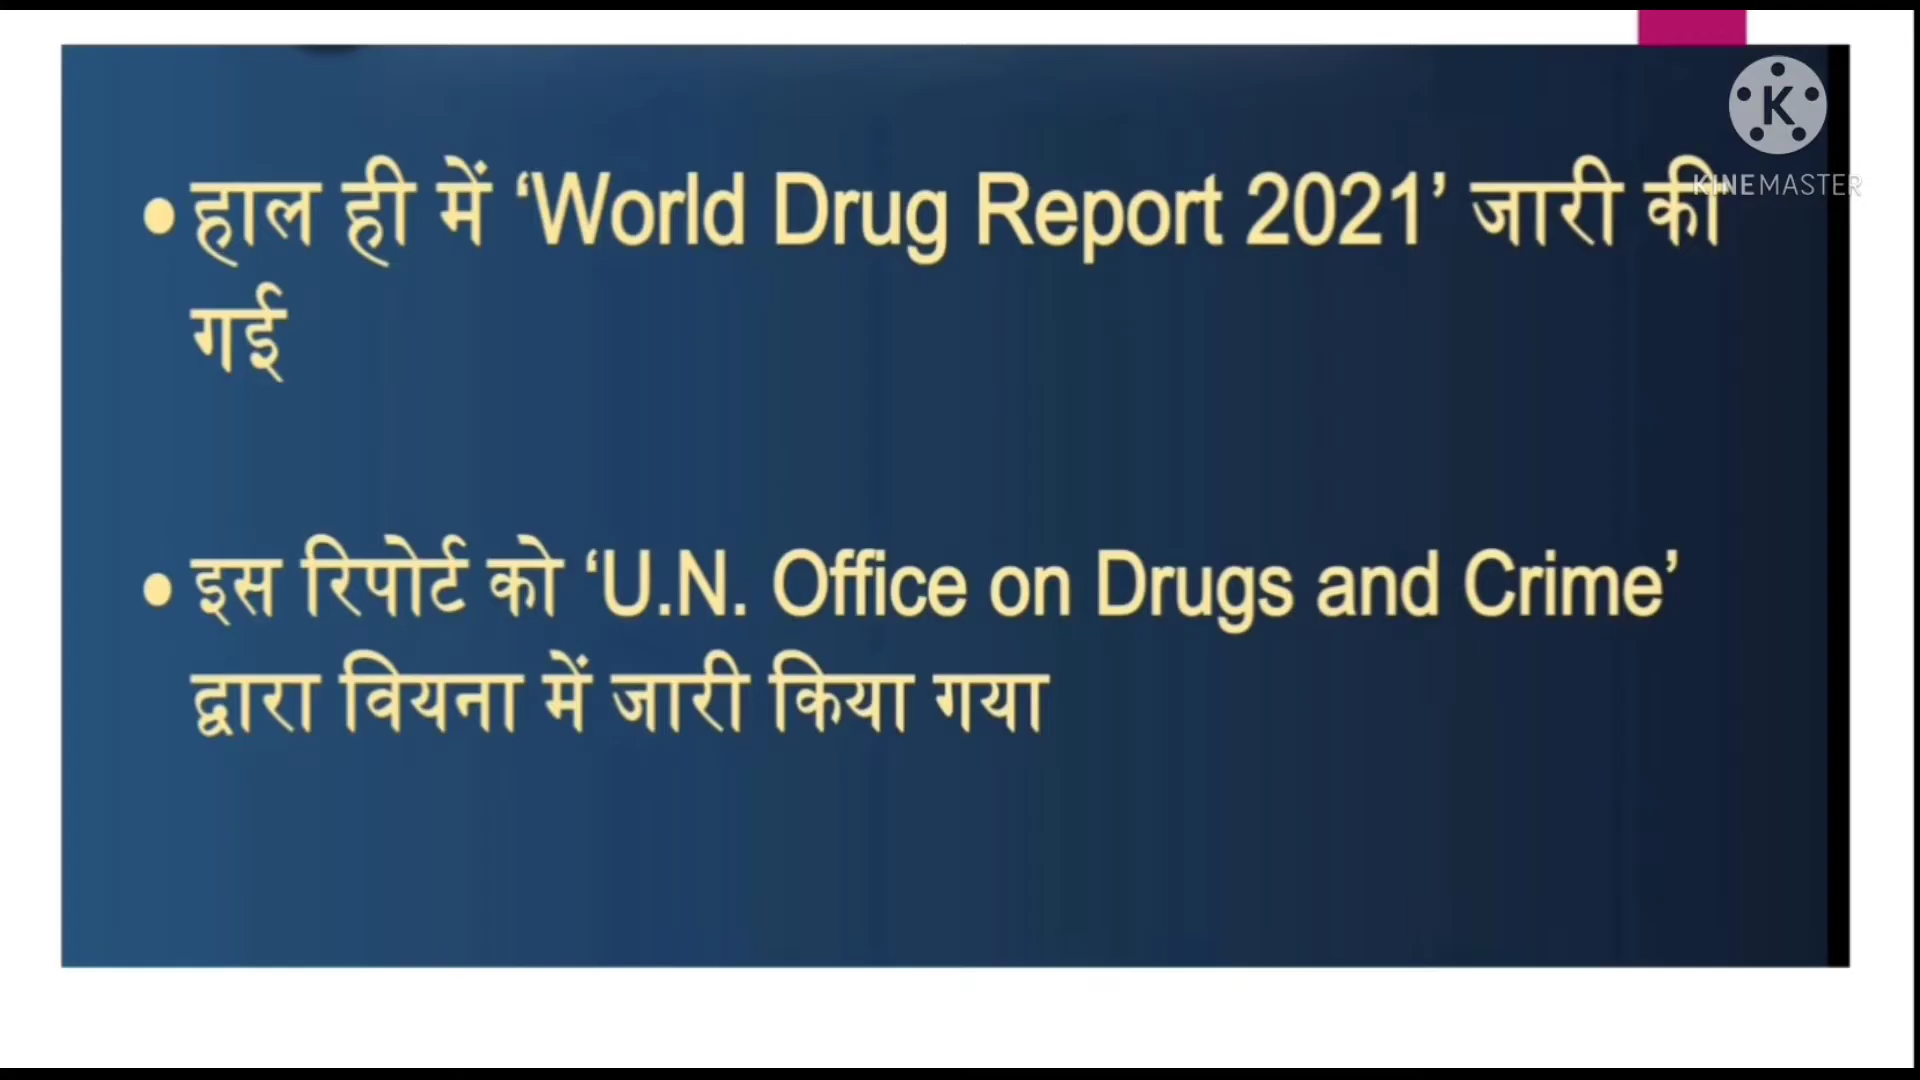 • हाल ही में ‘World Drug Report 2021’ जारी की
गई
• इस रिपोर्ट को ‘U.N. Office on Drugs and Crime’
द्वारा वियना में जारी किया गया
K
KINEMASTER